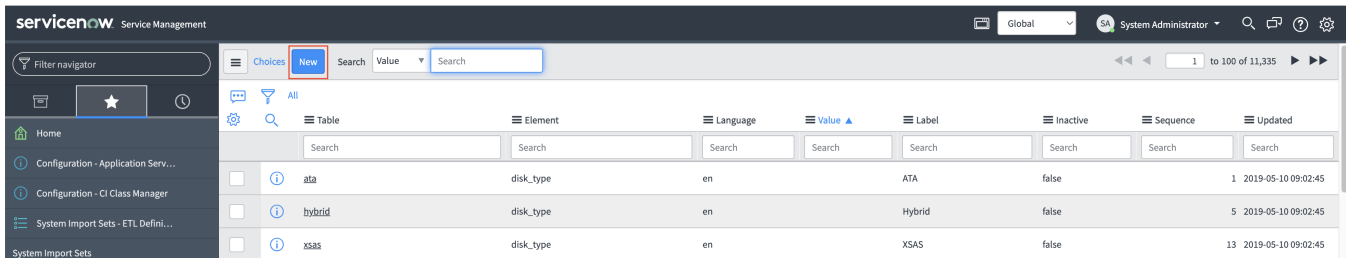 servicenow Service Management
Global
SA System Administrator
Filter navigator
Choices New Search Value Search
1 to 100 of 11,335
All
Home
Configuration - Application Serv...
Configuration - CI Class Manager
System Import Sets - ETL Defini...
System Import Sets
Table Element Language Value Label Inactive Sequence Updated
Search Search Search Search Search Search Search Search
ata disk_type en ATA false 1 2019-05-10 09:02:45
hybrid disk_type en Hybrid false 5 2019-05-10 09:02:45
xsas disk_type en XSAS false 13 2019-05-10 09:02:45